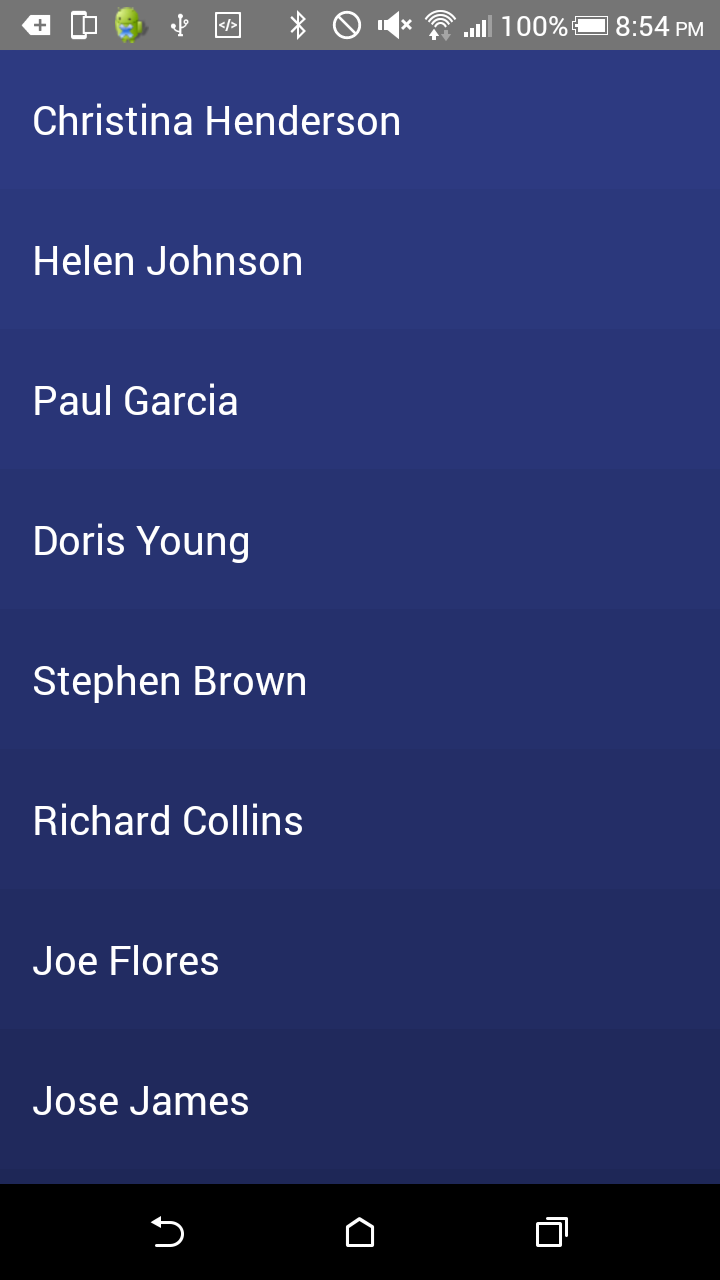 100% 8:54 PM
Christina Henderson
Helen Johnson
Paul Garcia
Doris Young
Stephen Brown
Richard Collins
Joe Flores
Jose James